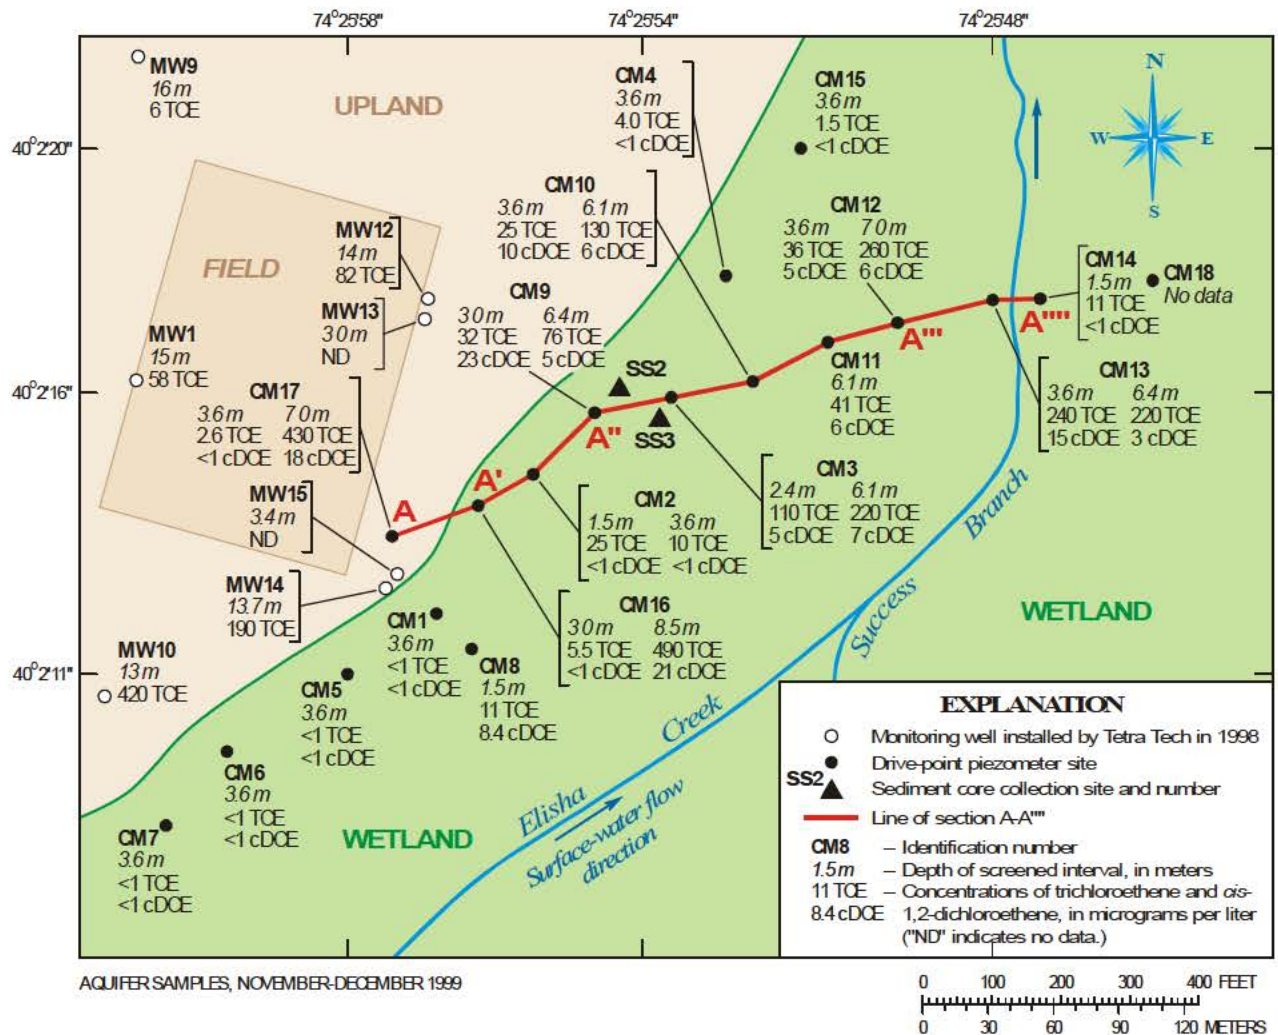 74°25'58" 74°25'54" 74°25'48"
40°2'20"
40°2'16"
40°2'11"
MW9
16 m
6 TCE
UPLAND
CM4
3.6 m
4.0 TCE
<1 cDCE
CM15
3.6 m
1.5 TCE
<1 cDCE
N
W E
S
CM10
3.6 m 6.1 m
25 TCE 130 TCE
10 cDCE 6 cDCE
CM12
3.6 m 7.0 m
36 TCE 260 TCE
5 cDCE 6 cDCE
MW12
14 m
82 TCE
FIELD
MW13
3.0 m
ND
CM9
3.0 m 6.4 m
32 TCE 76 TCE
23 cDCE 5 cDCE
CM14
1.5 m
11 TCE
<1 cDCE
CM18
No data
MW1
15 m
58 TCE
CM17
3.6 m 7.0 m
2.6 TCE 430 TCE
<1 cDCE 18 cDCE
SS2
SS3
A
A'
A"
A'"
A""
CM11
6.1 m
41 TCE
6 cDCE
CM13
3.6 m 6.4 m
240 TCE 220 TCE
15 cDCE 3 cDCE
MW15
3.4 m
ND
CM2
1.5 m 3.6 m
25 TCE 10 TCE
<1 cDCE <1 cDCE
CM3
2.4 m 6.1 m
110 TCE 220 TCE
5 cDCE 7 cDCE
MW14
13.7 m
190 TCE
CM1
3.6 m
<1 TCE
<1 cDCE
CM16
3.0 m 8.5 m
5.5 TCE 490 TCE
<1 cDCE 21 cDCE
MW10
13 m
420 TCE
CM8
1.5 m
11 TCE
8.4 cDCE
CM5
3.6 m
<1 TCE
<1 cDCE
CM6
3.6 m
<1 TCE
<1 cDCE
CM7
3.6 m
<1 TCE
<1 cDCE
WETLAND
WETLAND
Success
Branch
Elisha
Creek
Surface-water flow
direction
EXPLANATION
Monitoring well installed by Tetra Tech in 1998
Drive-point piezometer site
SS2 Sediment core collection site and number
Line of section A-A""
CM8 – Identification number
1.5 m – Depth of screened interval, in meters
11 TCE – Concentrations of trichloroethene and cis-
8.4 cDCE 1,2-dichloroethene, in micrograms per liter
("ND" indicates no data.)
AQUIFER SAMPLES, NOVEMBER-DECEMBER 1999
0 100 200 300 400 FEET
0 30 60 90 120 METERS